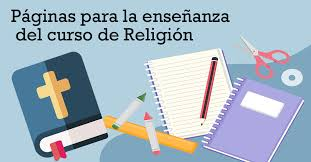 Páginas para la enseñanza
del curso de Religión